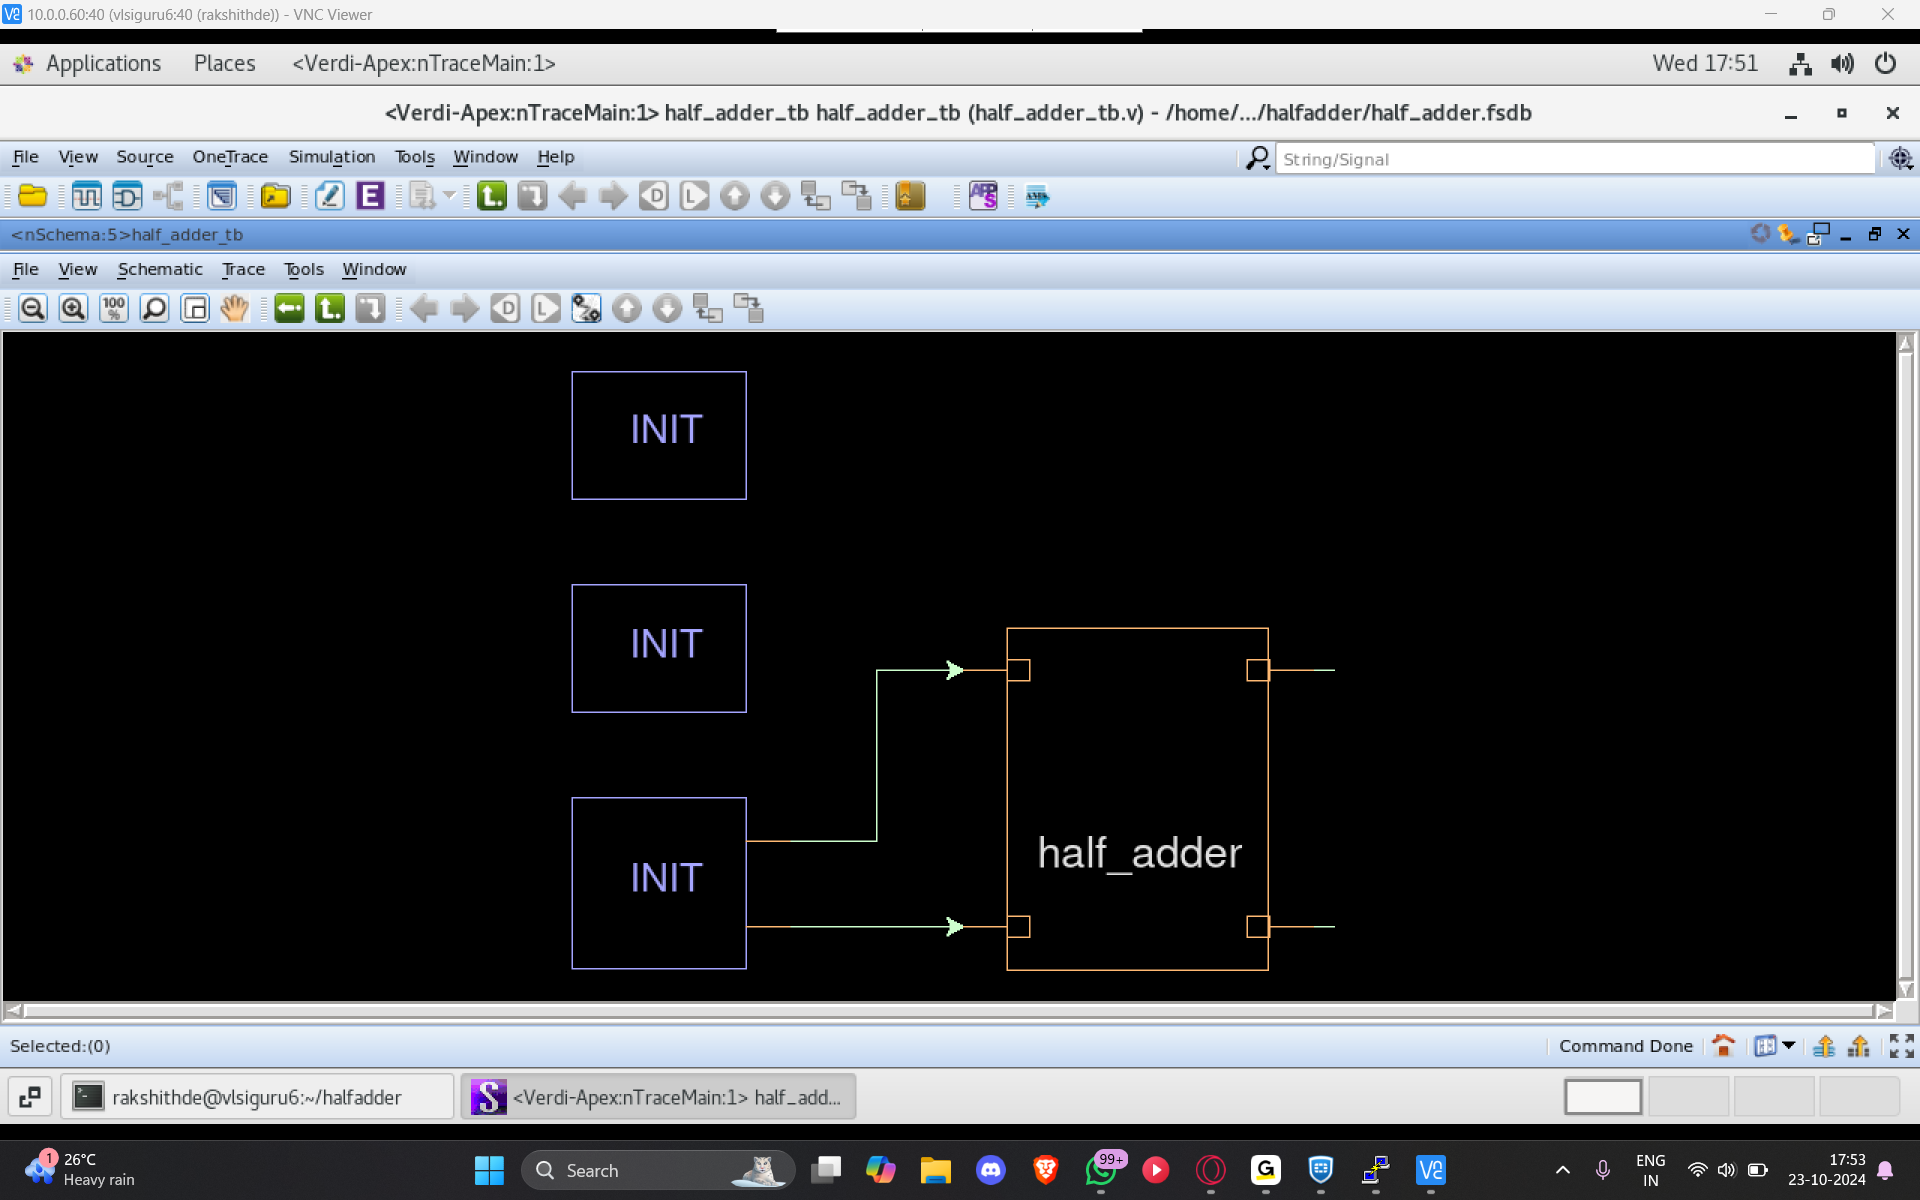 10.0.0.60:40 (vlsiguru6:40 (rakshithde)) - VNC Viewer
Applications Places <Verdi-Apex:nTraceMain:1> Wed 17:51
<Verdi-Apex:nTraceMain:1> half_adder_tb half_adder_tb (half_adder_tb.v) - /home/.../halfadder/half_adder.fsdb
File View Source OneTrace Simulation Tools Window Help String/Signal
E D L APPS
<nSchema:5>half_adder_tb
File View Schematic Trace Tools Window
100 % D L
INIT
INIT
half_adder
INIT
Selected:(0) Command Done
rakshithde@vlsiguru6:~/halfadder <Verdi-Apex:nTraceMain:1> half_add...
1 26°C
Heavy rain
Search
99+
ENG
IN
17:53
23-10-2024